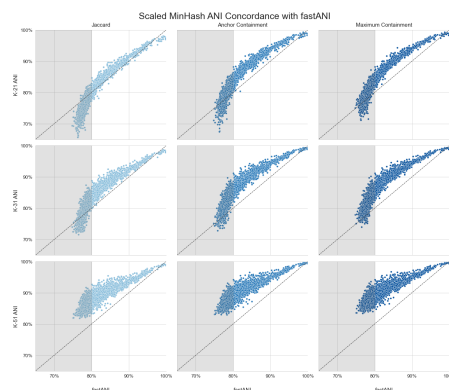 Scaled MinHash ANI Concordance with fastANI
Jaccard
Anchor Containment
Maximum Containment
100%
90%
80%
70%
K-21 ANI
100%
90%
80%
70%
K-31 ANI
100%
90%
80%
70%
K-51 ANI
70%
80%
90%
100%
70%
80%
90%
100%
70%
80%
90%
100%
fastANI
fastANI
fastANI